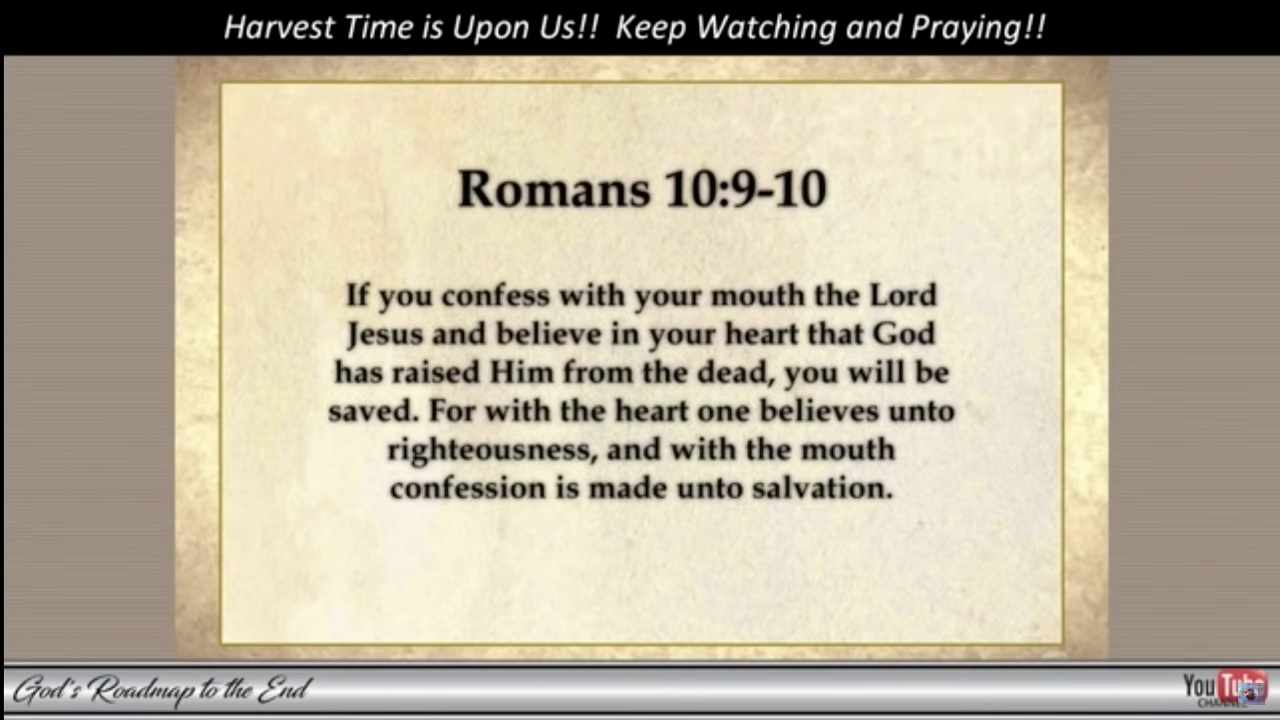 Harvest Time is Upon Us!! Keep Watching and Praying!!
Romans 10:9-10
If you confess with your mouth the Lord
Jesus and believe in your heart that God
has raised Him from the dead, you will be
saved. For with the heart one believes unto
righteousness, and with the mouth
confession is made unto salvation.
God's Roadmap to the End
YouTube
CHANNEL